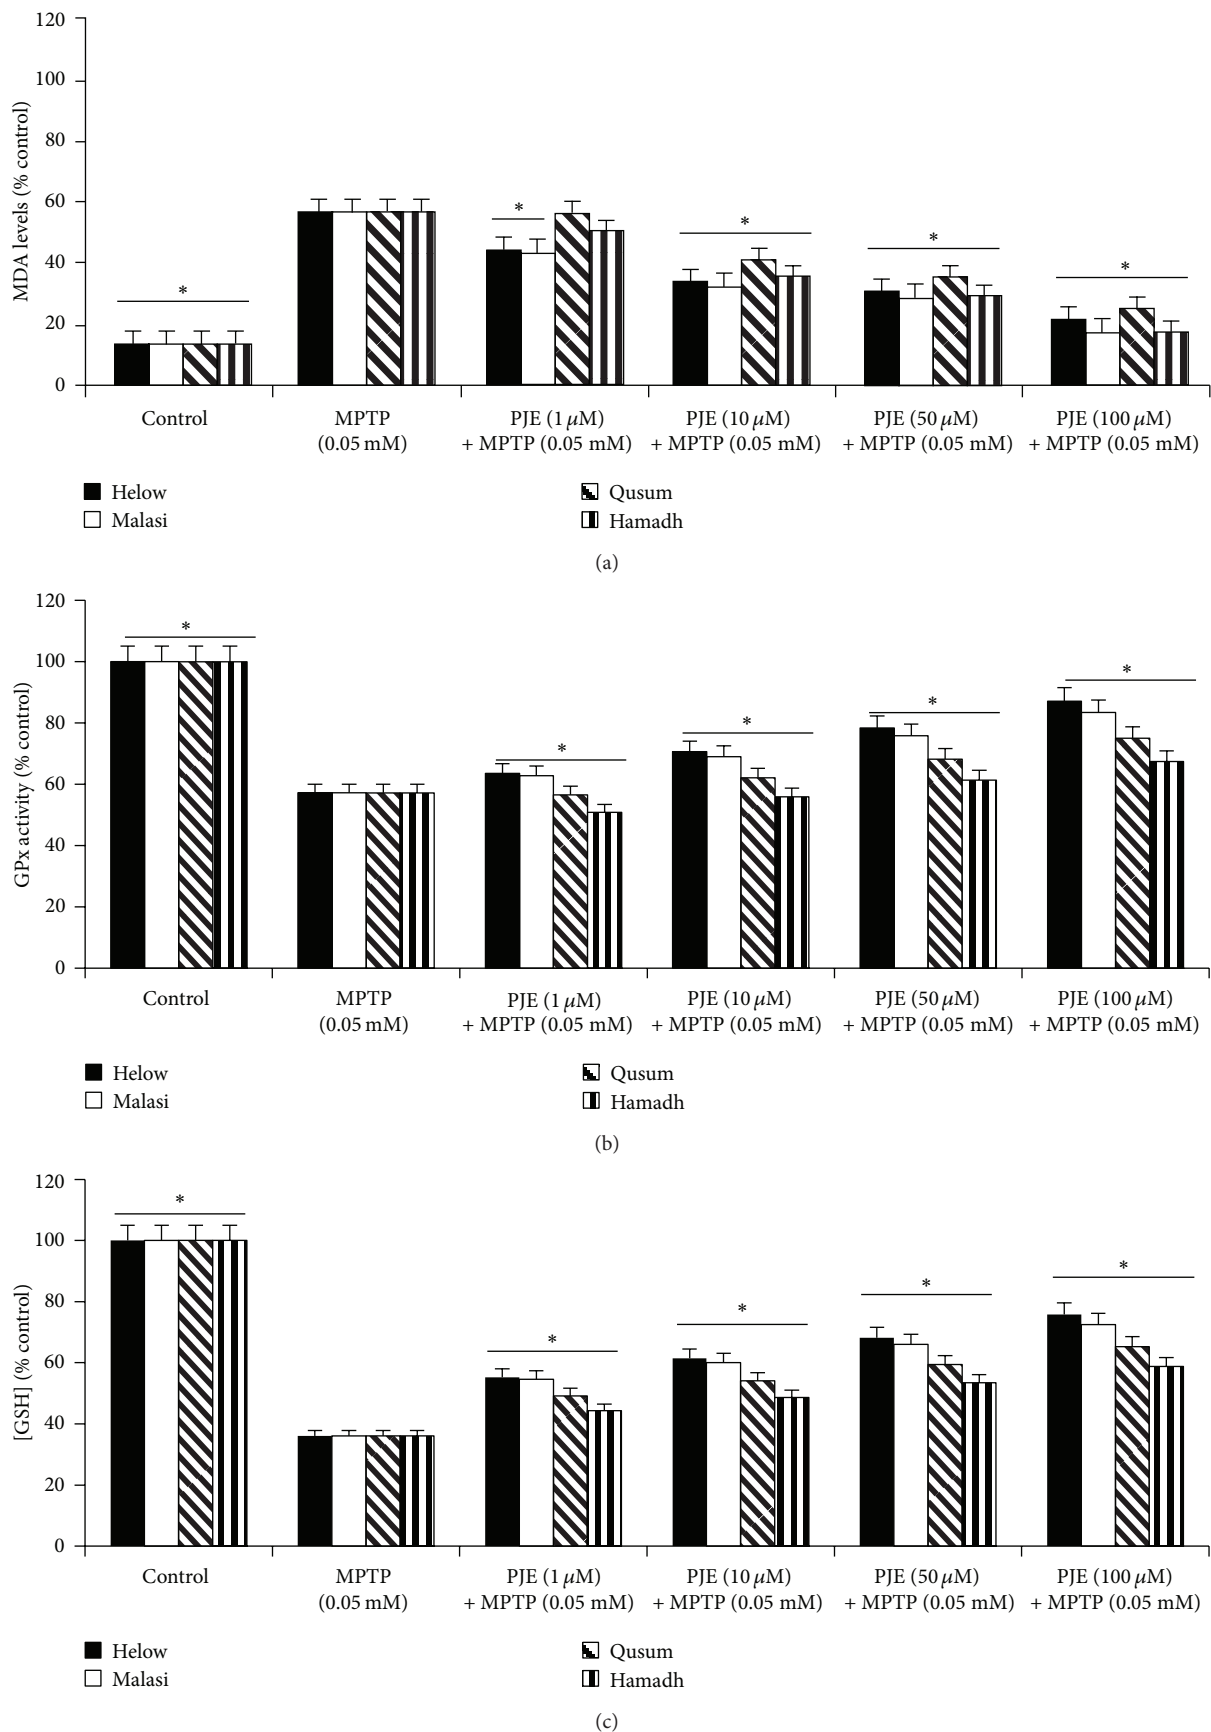 120
100
80
60
40
20
0
MDA levels (% control)
*
*
*
*
*
Control
MPTP
(0.05 mM)
PJE (1 μM)
+ MPTP (0.05 mM)
PJE (10 μM)
+ MPTP (0.05 mM)
PJE (50 μM)
+ MPTP (0.05 mM)
PJE (100 μM)
+ MPTP (0.05 mM)
Helow
Malasi
Qusum
Hamadh
(a)
120
100
80
60
40
20
0
GPx activity (% control)
*
*
*
*
*
Control
MPTP
(0.05 mM)
PJE (1 μM)
+ MPTP (0.05 mM)
PJE (10 μM)
+ MPTP (0.05 mM)
PJE (50 μM)
+ MPTP (0.05 mM)
PJE (100 μM)
+ MPTP (0.05 mM)
Helow
Malasi
Qusum
Hamadh
(b)
120
100
80
60
40
20
0
[GSH] (% control)
*
*
*
*
*
Control
MPTP
(0.05 mM)
PJE (1 μM)
+ MPTP (0.05 mM)
PJE (10 μM)
+ MPTP (0.05 mM)
PJE (50 μM)
+ MPTP (0.05 mM)
PJE (100 μM)
+ MPTP (0.05 mM)
Helow
Malasi
Qusum
Hamadh
(c)